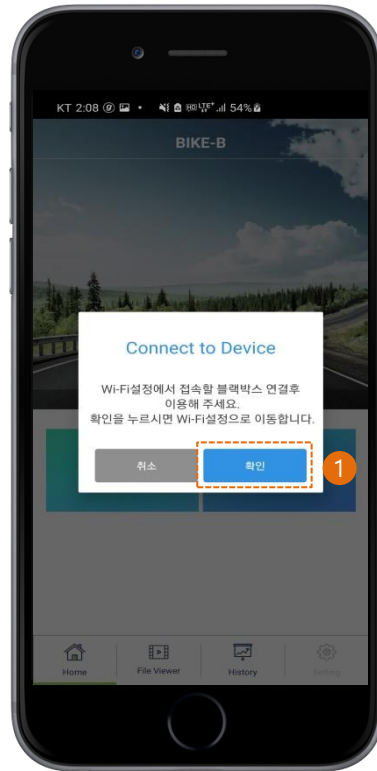 KT 2:08 54%
BIKE-B
Connect to Device
Wi-Fi설정에서 접속할 블랙박스 연결후
이용해 주세요.
확인을 누르시면 Wi-Fi설정으로 이동합니다.
취소 확인
1
Home File Viewer History Setting